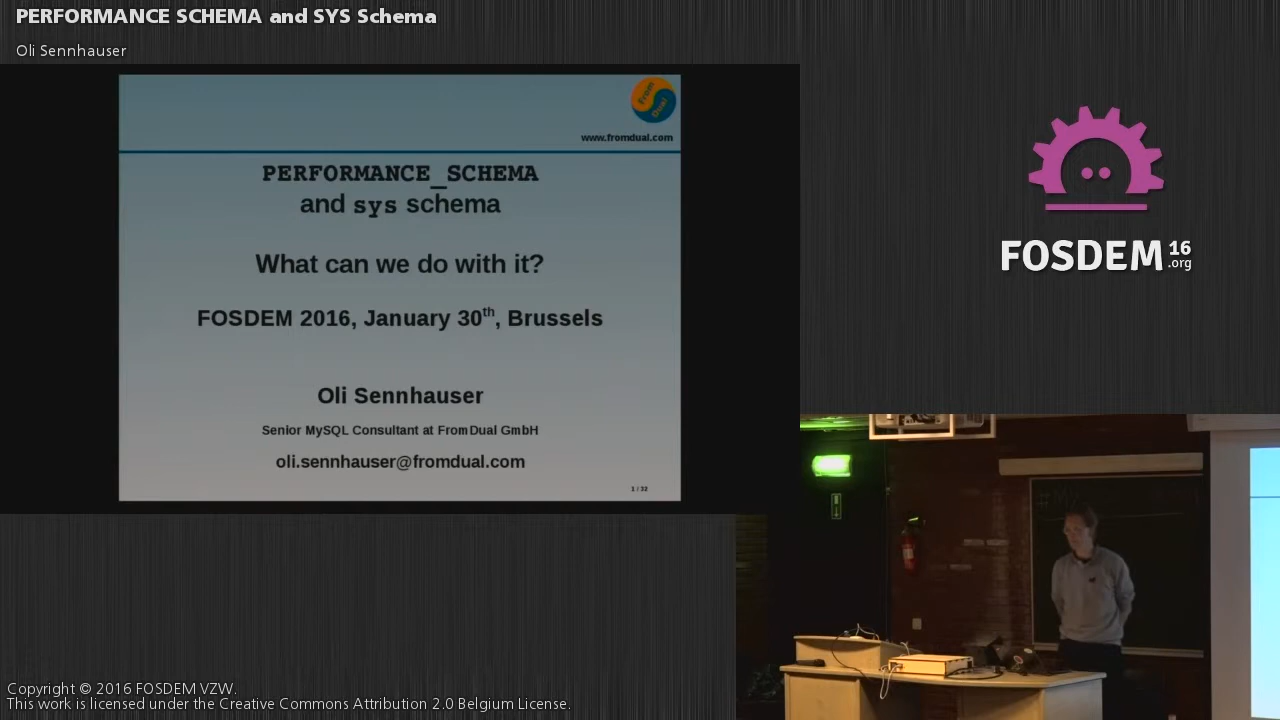 PERFORMANCE SCHEMA and SYS Schema
Oli Sennhauser
From
Dual
www.fromdual.com
PERFORMANCE_SCHEMA
and sys schema
What can we do with it?
FOSDEM 2016, January 30th, Brussels
Oli Sennhauser
Senior MySQL Consultant at FromDual GmbH
oli.sennhauser@fromdual.com
1 / 32
FOSDEM 16
.org
Copyright © 2016 FOSDEM VZW.
This work is licensed under the Creative Commons Attribution 2.0 Belgium License.